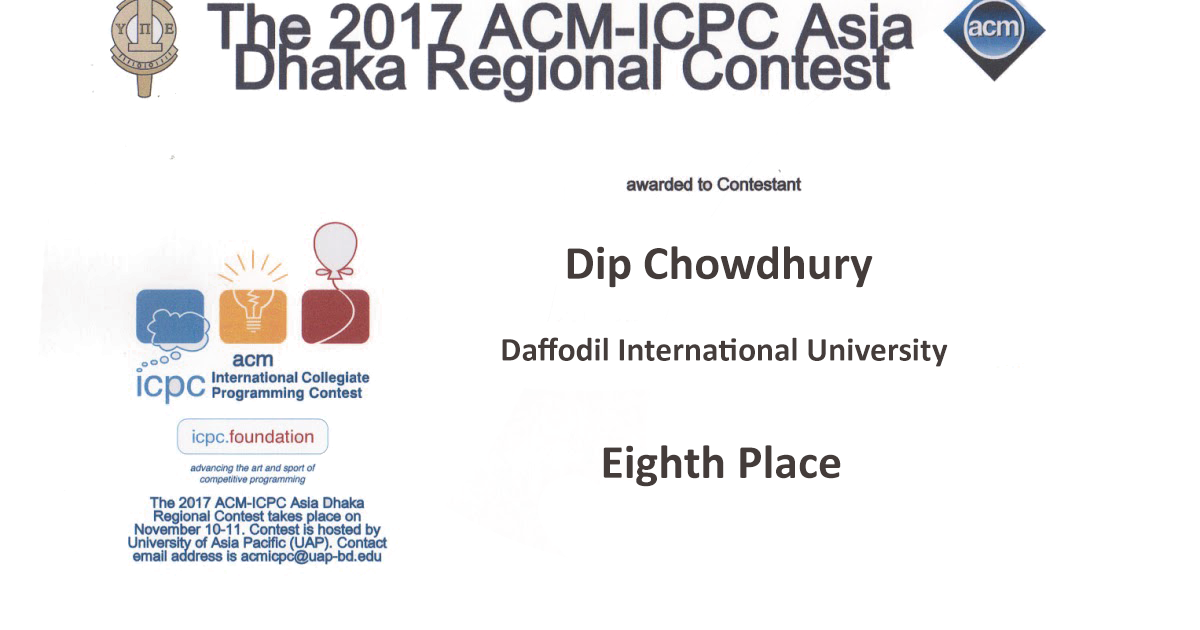 The 2017 ACM-ICPC Asia
Dhaka Regional Contest
Υ Π Ε
acm
awarded to Contestant
Dip Chowdhury
Daffodil International University
Eighth Place
acm
icpc International Collegiate
Programming Contest
icpc.foundation
advancing the art and sport of
competitive programming
The 2017 ACM-ICPC Asia Dhaka
Regional Contest takes place on
November 10-11. Contest is hosted by
University of Asia Pacific (UAP). Contact
email address is acmicpc@uap-bd.edu